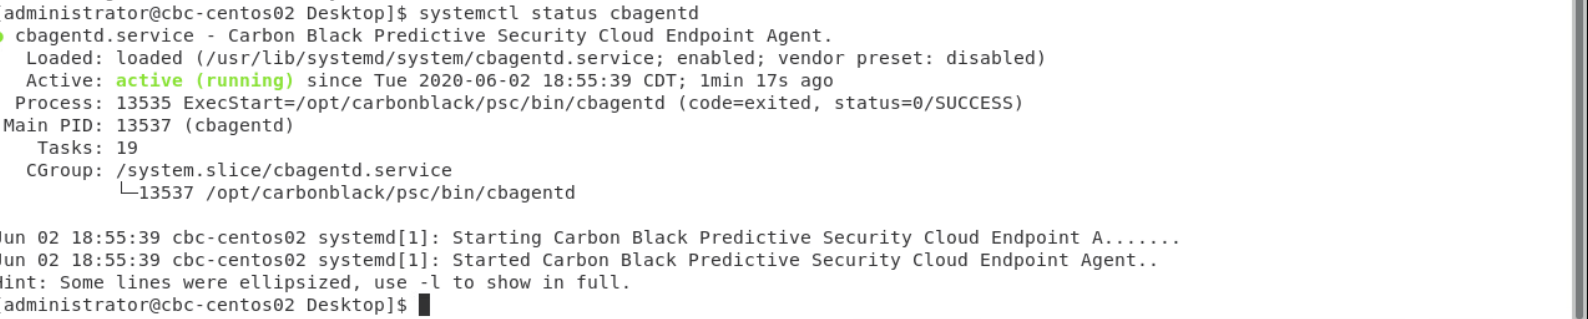 [administrator@cbc-centos02 Desktop]$ systemctl status cbagentd
● cbagentd.service - Carbon Black Predictive Security Cloud Endpoint Agent.
   Loaded: loaded (/usr/lib/systemd/system/cbagentd.service; enabled; vendor preset: disabled)
   Active: active (running) since Tue 2020-06-02 18:55:39 CDT; 1min 17s ago
  Process: 13535 ExecStart=/opt/carbonblack/psc/bin/cbagentd (code=exited, status=0/SUCCESS)
 Main PID: 13537 (cbagentd)
    Tasks: 19
   CGroup: /system.slice/cbagentd.service
           └─13537 /opt/carbonblack/psc/bin/cbagentd

Jun 02 18:55:39 cbc-centos02 systemd[1]: Starting Carbon Black Predictive Security Cloud Endpoint A.......
Jun 02 18:55:39 cbc-centos02 systemd[1]: Started Carbon Black Predictive Security Cloud Endpoint Agent..
Hint: Some lines were ellipsized, use -l to show in full.
[administrator@cbc-centos02 Desktop]$